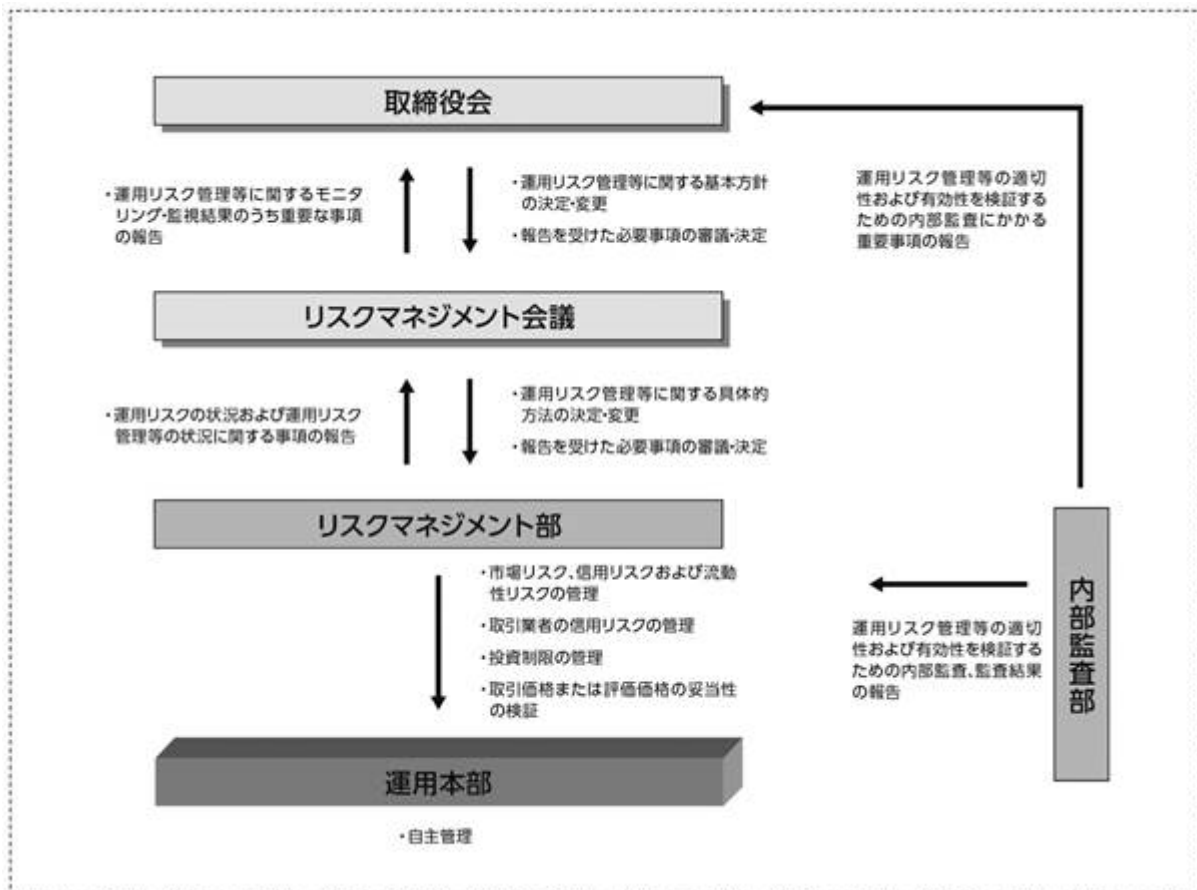 取締役会
・運用リスク管理等に関するモニタ
リング・監視結果のうち重要な事項
の報告
・運用リスク管理等に関する基本方針
の決定・変更
・報告を受けた必要事項の審議・決定
運用リスク管理等の適切
性および有効性を検証する
ための内部監査にかかる
重要事項の報告
リスクマネジメント会議
・運用リスクの状況および運用リスク
管理等の状況に関する事項の報告
・運用リスク管理等に関する具体的
方法の決定・変更
・報告を受けた必要事項の審議・決定
リスクマネジメント部
・市場リスク、信用リスクおよび流動
性リスクの管理
・取引業者の信用リスクの管理
・投資制限の管理
・取引価格または評価価格の妥当性
の検証
運用リスク管理等の適切
性および有効性を検証する
ための内部監査、監査結果
の報告
内部監査部
運用本部
・自主管理